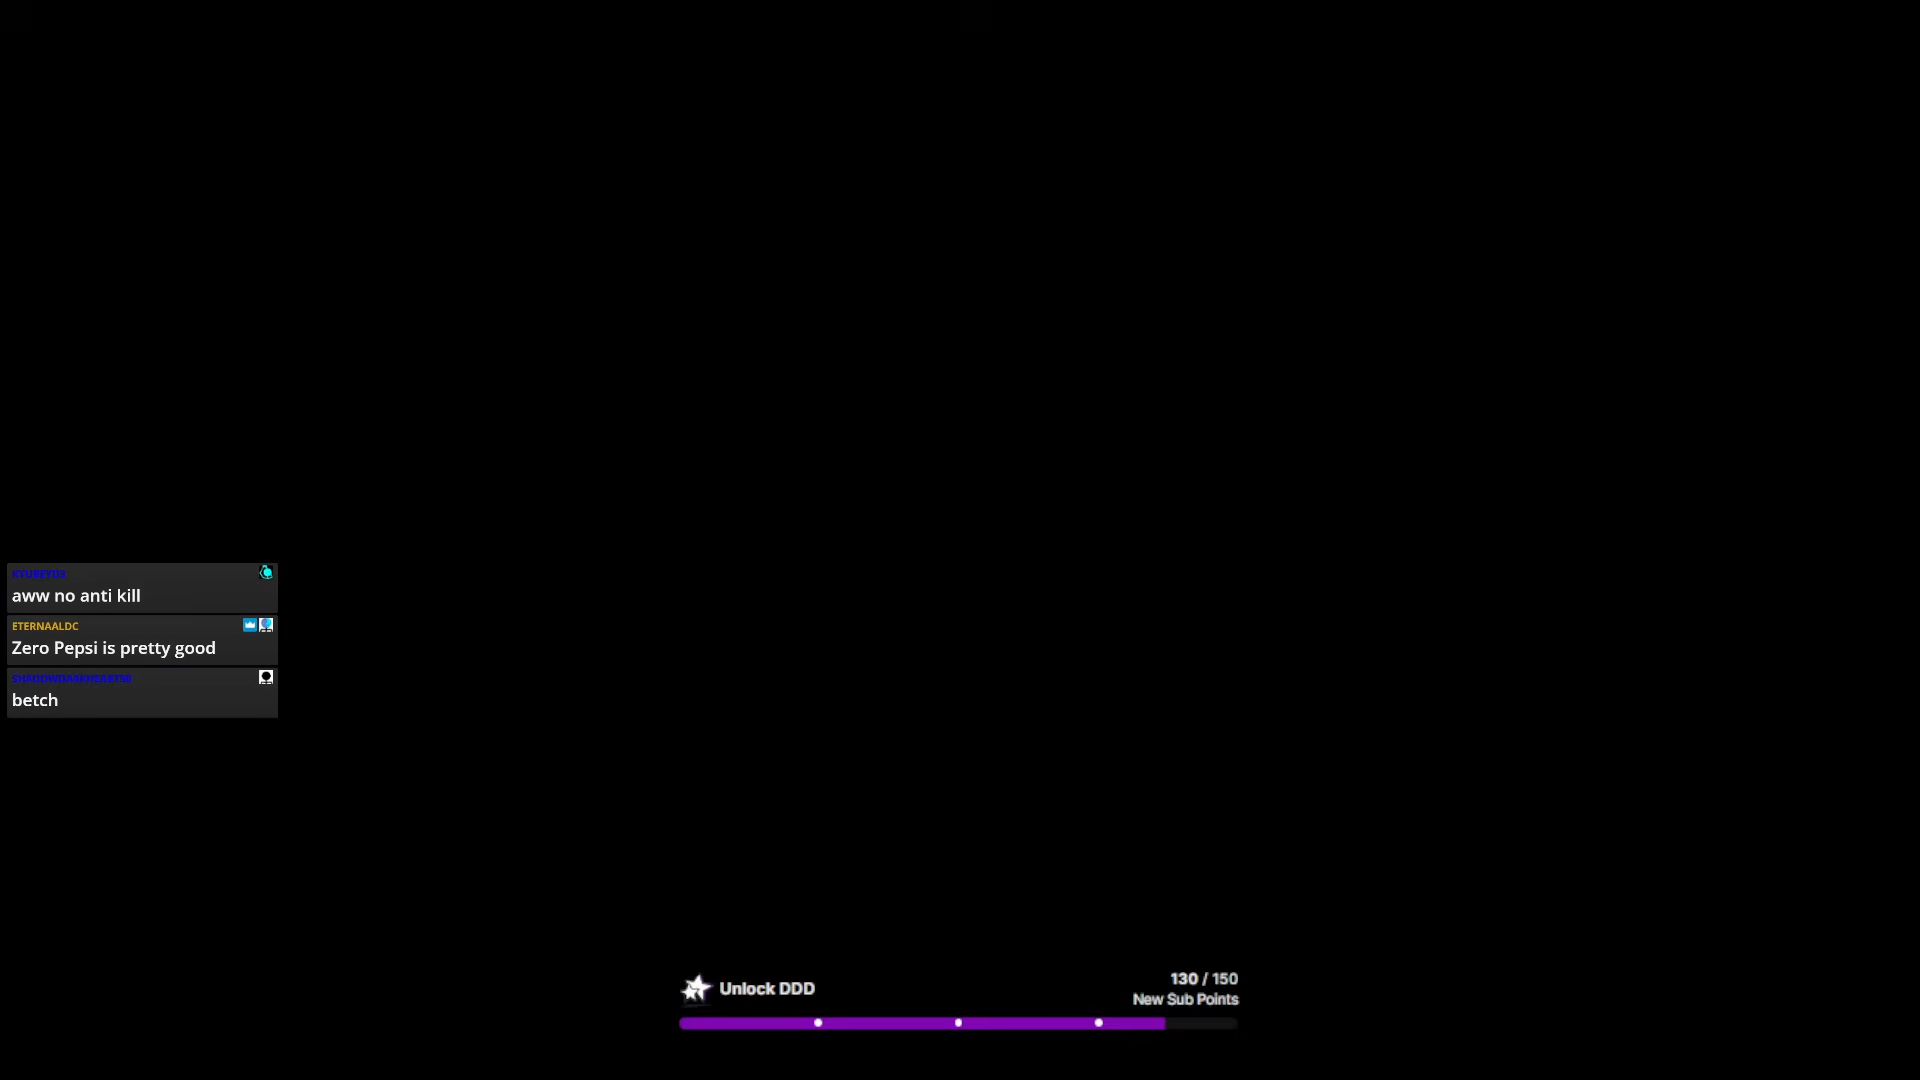 aww no anti kill
ETERNAALDC
Zero Pepsi is pretty good
betch
Unlock DDD
130 / 150
New Sub Points